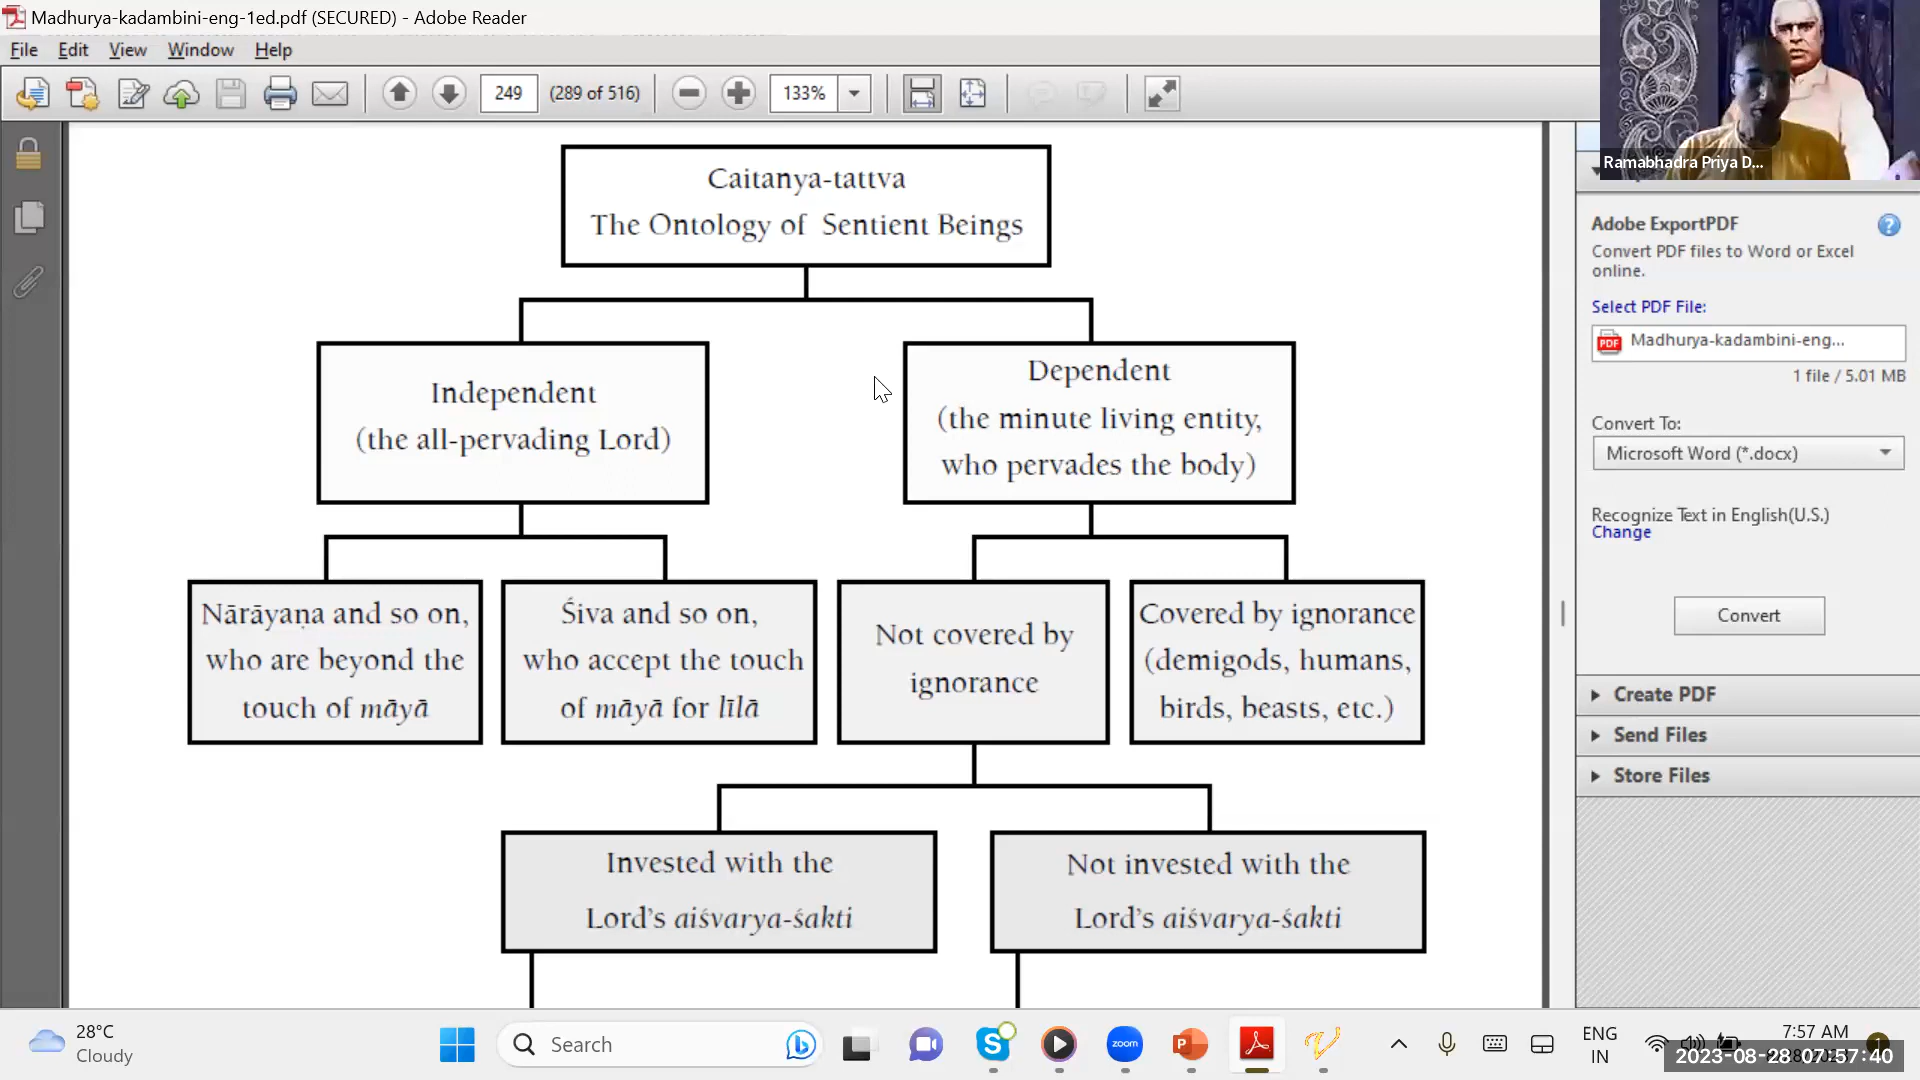 Madhurya-kadambini-eng-1ed.pdf (SECURED) - Adobe Reader
File Edit View Window Help
249 (289 of 516) 133%
Ramabhadra Priya D...
Caitanya-tattva
The Ontology of Sentient Beings
Independent
(the all-pervading Lord)
Dependent
(the minute living entity,
who pervades the body)
Nārāyaṇa and so on,
who are beyond the
touch of māyā
Śiva and so on,
who accept the touch
of māyā for līlā
Not covered by
ignorance
Covered by ignorance
(demigods, humans,
birds, beasts, etc.)
Invested with the
Lord's aiśvarya-śakti
Not invested with the
Lord's aiśvarya-śakti
Adobe ExportPDF
Convert PDF files to Word or Excel
online.
Select PDF File:
PDF Madhurya-kadambini-eng...
1 file / 5.01 MB
Convert To:
Microsoft Word (*.docx)
Recognize Text in English(U.S.)
Change
Convert
Create PDF
Send Files
Store Files
28°C
Cloudy
Search
zoom
ENG
IN
7:57 AM
2023-08-28 07:57:40